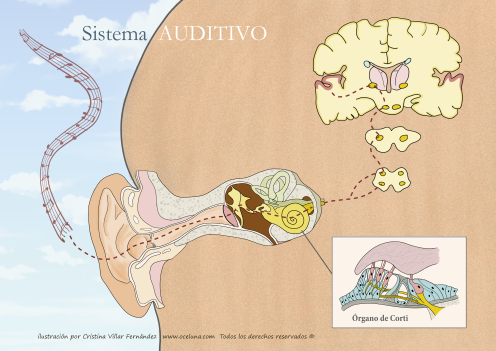 Sistema AUDITIVO
Órgano de Corti
ilustración por Cristina Villar Fernández www.oceluna.com Todos los derechos reservados ®